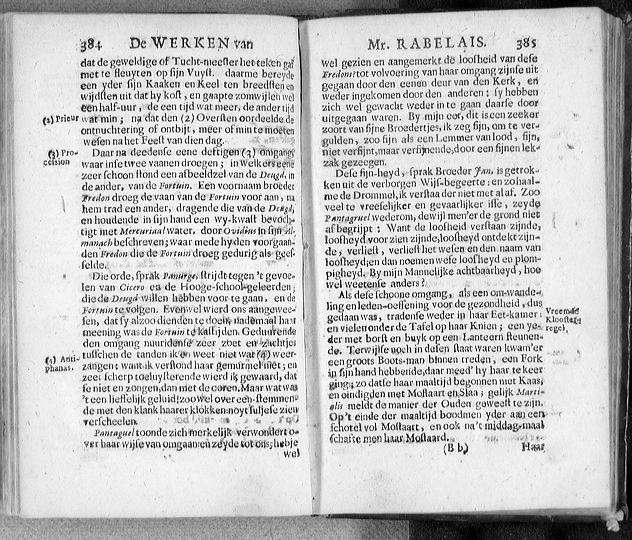 384 De WERKEN van
dat de geweldige of Tucht-meester het teken gaf
met te fleuyten op sijn Vuyst. daarme bereyde
een yder sijn Kaaken en Keel ten breedsten en
wijdsten uit dat hy kost, en gaapte zomwijlen wel
een half-uur, de een tijd wat meer, de ander tijd
(2) Prieur
wat min; na dat den (2) Oversten oordeelde de
ontnuchtering of ontbijt, meer of min te moeten
wesen na het Feest van dien dag.
(3) Pro-
cession
Daar na deedense eene deftigen (3) omgang,
waar in se twee vaanen droegen; in Welkers eene
zeer schoon stond een afbeeldzel van de Deugd, in
de ander, van de Fortuin. Een voornaam broeder
Fredon droeg de vaan van de Fortuin voor aan, na
hem trad een ander, dragende die van de Deugd,
en houdende in sijn hand een wy-kwast bevoch-
tigt met Mercuriaal water, door Ovidius in sijn Al-
manach beschreven; waar mede hy den voorgaan-
den Fredon die de Fortuin droeg gedurig als gees-
selde.
Die orde, sprak Panurge, strijdt tegen 't gevoe-
len van Cicero en de Hooge-school-geleerden;
die de Deugd willen hebben voor te gaan, en de
Fortuin te volgen. Evenwel wierd ons aangewee-
sen, dat sy alzoo dienden te doen, nademaal haar
meening was de Fortuin te kastijden. Gedurende
den omgang neuridense zeer zoet en zachtjes
(4) Anti-
phanas.
tusschen de tanden ik en weet niet wat (4) weer-
zangen; want ik verstond haar gemurmel niet; en
zeer scherp toeluysterende wierd ik gewaard, dat
se niet en zongen, dan met de ooren. Maar wat was
't een lieffelik geluid! zoo wel over een-stemmen-
de met den klank haarer klokken: noyt sulje se zien
verscheelen.
Pantagruel toonde zich merkelijk verwonderd o-
ver haar wijse van omgaan en zeyde tot ons; hebje
wel
Mr. RABELAIS. 385
wel gezien en aangemerkt de loosheid van dese
Fredons: tot volvoering van haar omgang zijnse uit
gegaan door den eenen deur van den Kerk, en
weder ingekomen door den anderen: sy hebben
zich wel gewacht weder in te gaan daarse door
uitgegaan waren. By mijn eer, dit is een zeeker
zoort van fijne Broedertjes, ik zeg fijn, om te ver-
gulden, zoo fijn als een Lemmer van lood, fijn,
niet verfijnt, maar verfijnende, door een fijnen lek-
zak gezeegen.
Dese fijn-heyd, sprak Broeder Jan, is getrok-
ken uit de verborgen Wijs-begeerte: en zo haal-
me de Drommel, ik versta der niet met al af. Zoo
veel te vreeselijker en gevaarlijker isse, zeyde
Pantagruel wederom, dewijl men'er de grond niet
af begrijpt: Want de loosheid verstaan zijnde,
loosheyd voor zien zijnde, loosheyd ontdekt zijn-
de, verliest, verliest het wesen en den naam van
loosheyd, en dan noemen wese loosheyd en plom-
pigheyd. By mijn Mannelijke achtbaarheyd, hoe
wel weetense anders?
Als dese schoone omgang, als een om-wande-
ling en leden-oeffening voor de gezondheid, dus
gedaan was, tradense weder in haar Eet-kamer:
Vreemde
Klooster-
regel.
en vielen onder de Tafel op haar Knien; een ye-
der met borst en buyk op een Lanteern steunen-
de. Terwijlse noch in desen staat waren kwam'er
een groots Boots-man binnen treden, een Fork
in sijn hand hebbende, daar meed' hy haar te keer
ging; zo datse haar maaltijd begonnen met Kaas,
en eindigden met Mostaart en Slaa; gelijk Marti-
alis meldt de manier der Ouden geweest te zijn.
Op 't einde der maaltijd boodmen yder aan een
schotel vol Mostaart, en ook na't middag-maal
schafte men haar Mostaard.
(B b) Haar